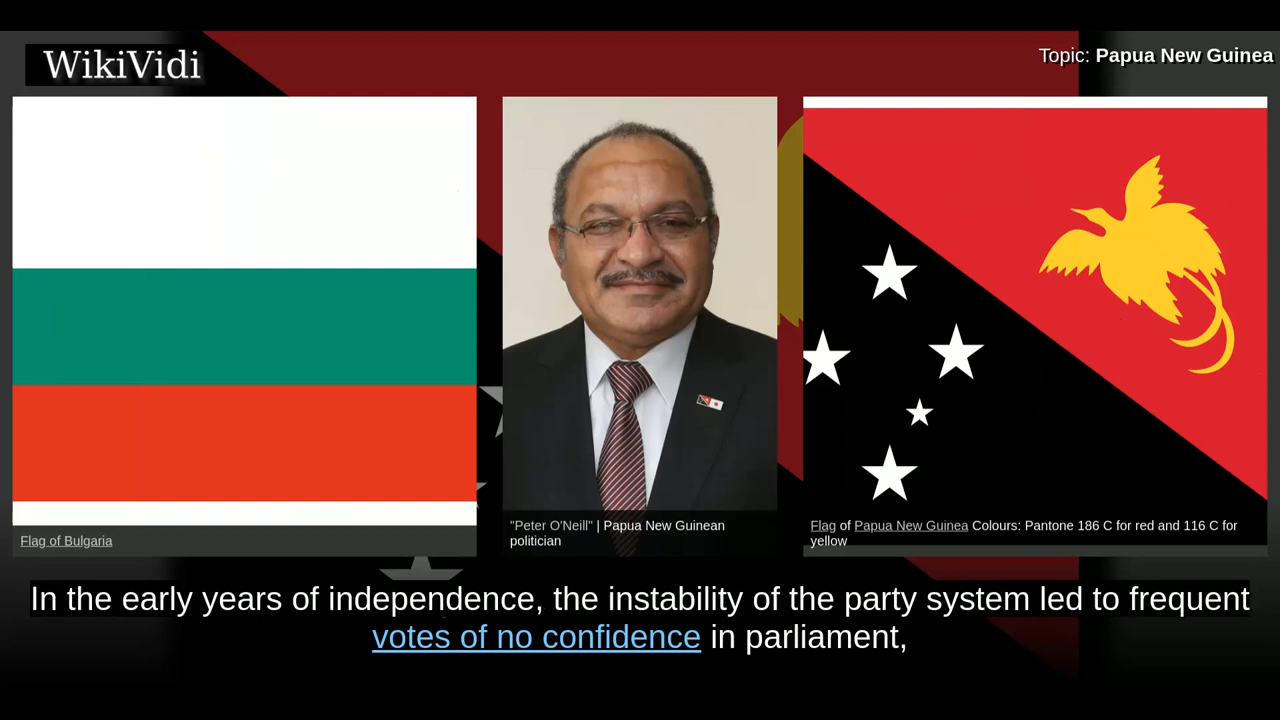 WikiVidi
Topic: Papua New Guinea
Flag of Bulgaria
"Peter O'Neill" | Papua New Guinean
politician
Flag of Papua New Guinea Colours: Pantone 186 C for red and 116 C for
yellow
In the early years of independence, the instability of the party system led to frequent
votes of no confidence in parliament,